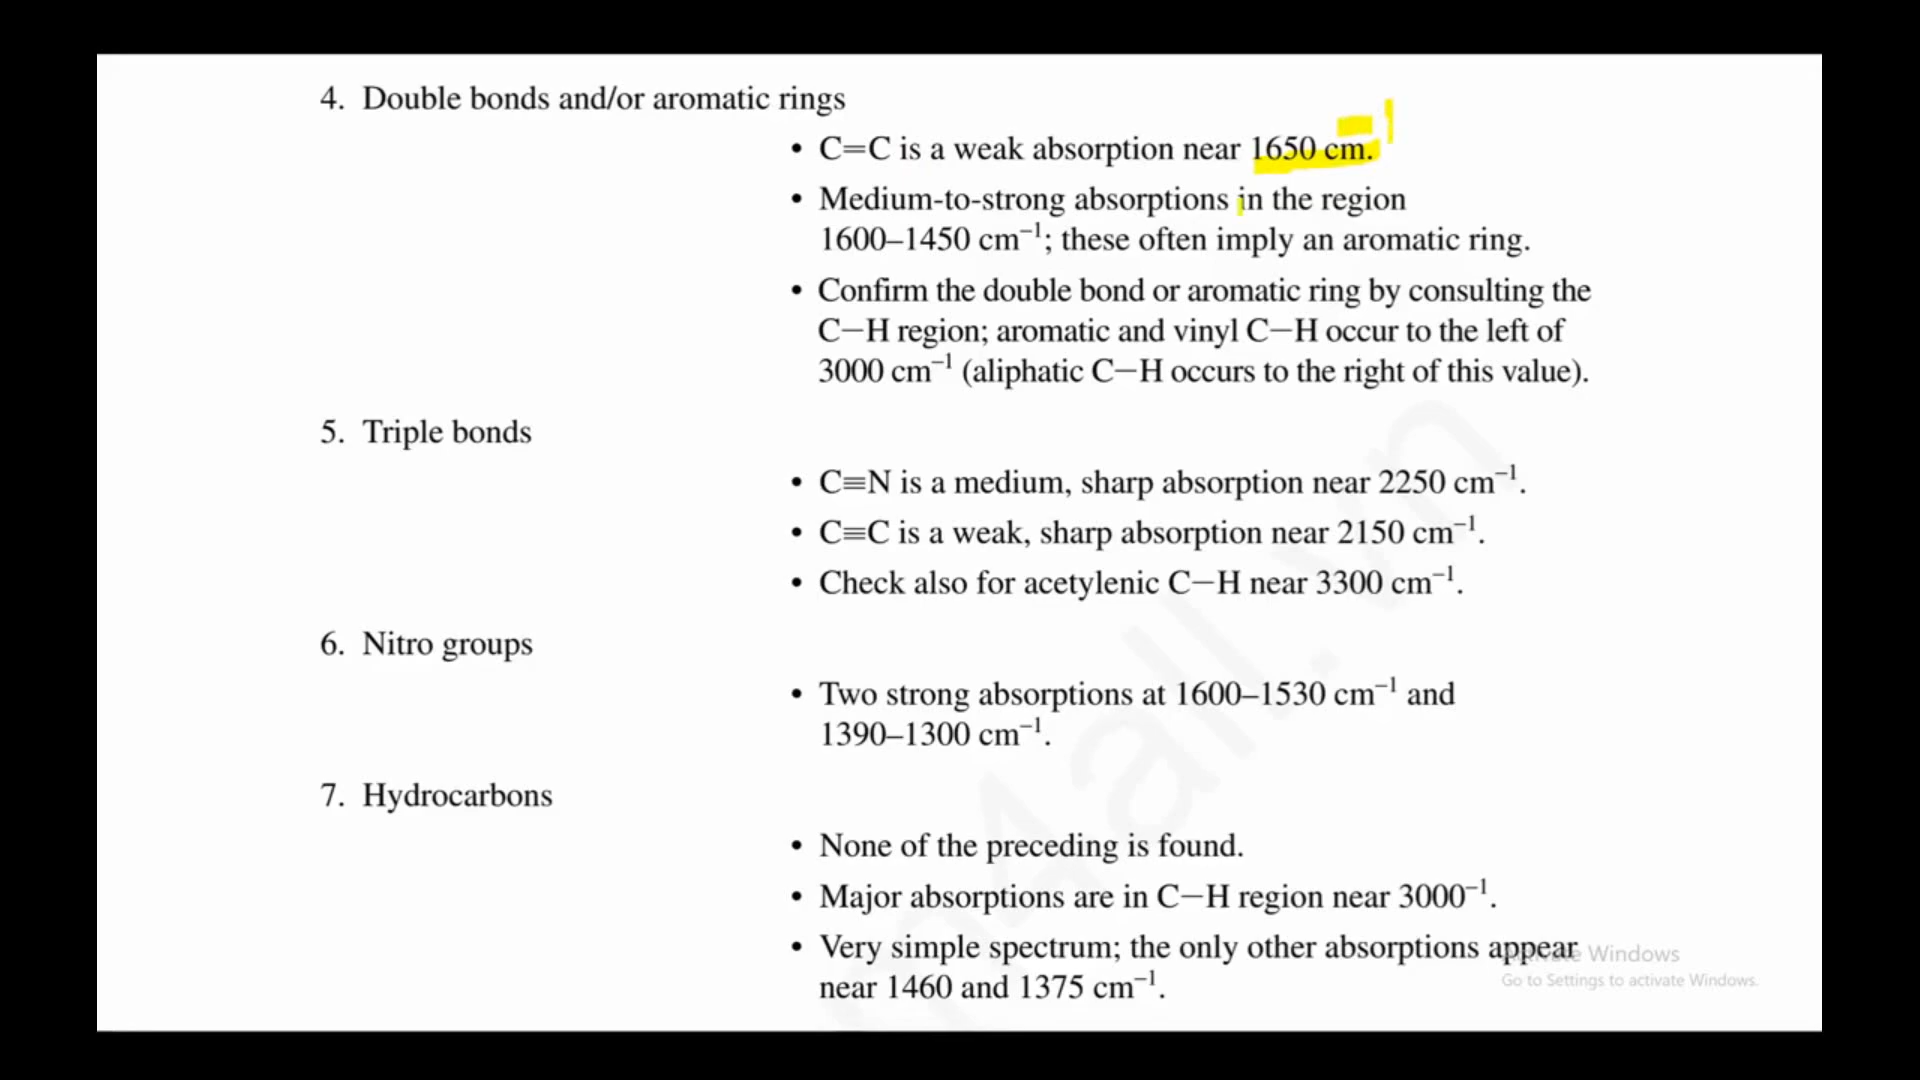 4. Double bonds and/or aromatic rings
• C=C is a weak absorption near 1650 cm.
• Medium-to-strong absorptions in the region
1600–1450 cm⁻¹; these often imply an aromatic ring.
• Confirm the double bond or aromatic ring by consulting the
C−H region; aromatic and vinyl C−H occur to the left of
3000 cm⁻¹ (aliphatic C−H occurs to the right of this value).
5. Triple bonds
• C≡N is a medium, sharp absorption near 2250 cm⁻¹.
• C≡C is a weak, sharp absorption near 2150 cm⁻¹.
• Check also for acetylenic C−H near 3300 cm⁻¹.
6. Nitro groups
• Two strong absorptions at 1600–1530 cm⁻¹ and
1390–1300 cm⁻¹.
7. Hydrocarbons
• None of the preceding is found.
• Major absorptions are in C−H region near 3000⁻¹.
• Very simple spectrum; the only other absorptions appear
near 1460 and 1375 cm⁻¹.
Activate Windows
Go to Settings to activate Windows.